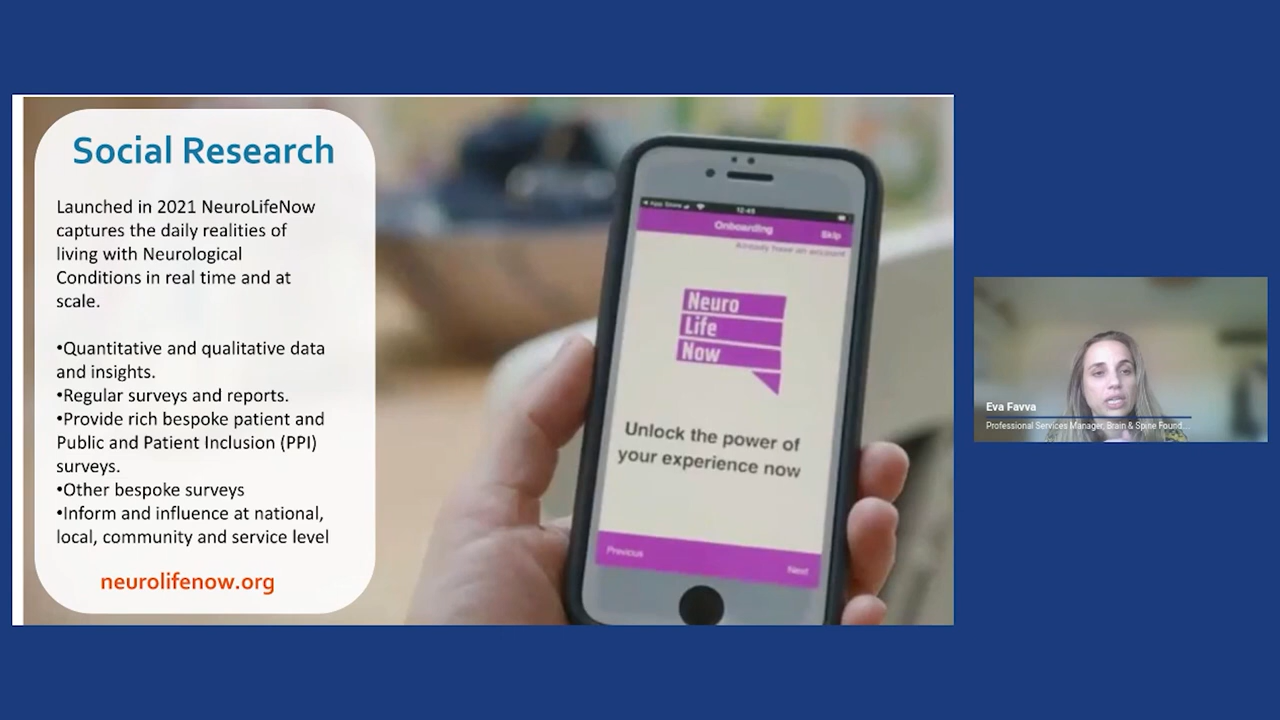 Social Research
Launched in 2021 NeuroLifeNow
captures the daily realities of
living with Neurological
Conditions in real time and at
scale.
•Quantitative and qualitative data
and insights.
•Regular surveys and reports.
•Provide rich bespoke patient and
Public and Patient Inclusion (PPI)
surveys.
•Other bespoke surveys
•Inform and influence at national,
local, community and service level
neurolifenow.org
App Store
12:45
Onboarding
Skip
Already have an account
Neuro
Life
Now
Unlock the power of
your experience now
Previous
Next
Eva Favva
Professional Services Manager, Brain & Spine Found...